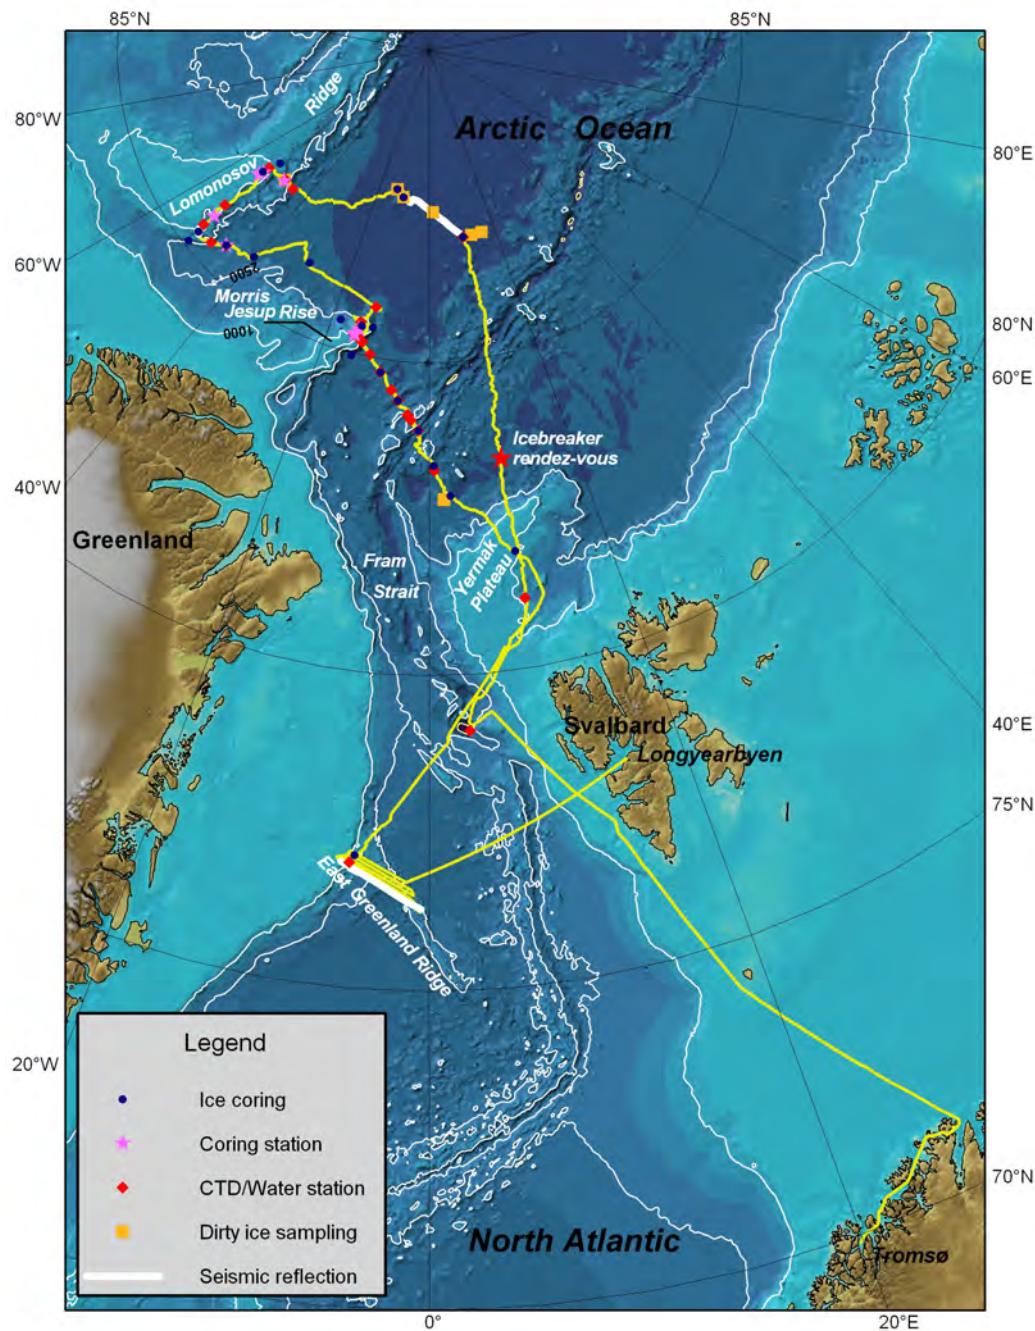 85°N
85°N
80°W
Ridge
Arctic Ocean
80°E
Lomonosov
60°W
2500
Morris
Jesup Rise
1000
80°N
60°E
Icebreaker
rendez-vous
40°W
Greenland
Fram
Strait
Yermak
Plateau
Svalbard
Longyearbyen
40°E
75°N
East Greenland Ridge
20°W
Legend
Ice coring
Coring station
CTD/Water station
Dirty ice sampling
Seismic reflection
North Atlantic
Tromsø
70°N
0°
20°E